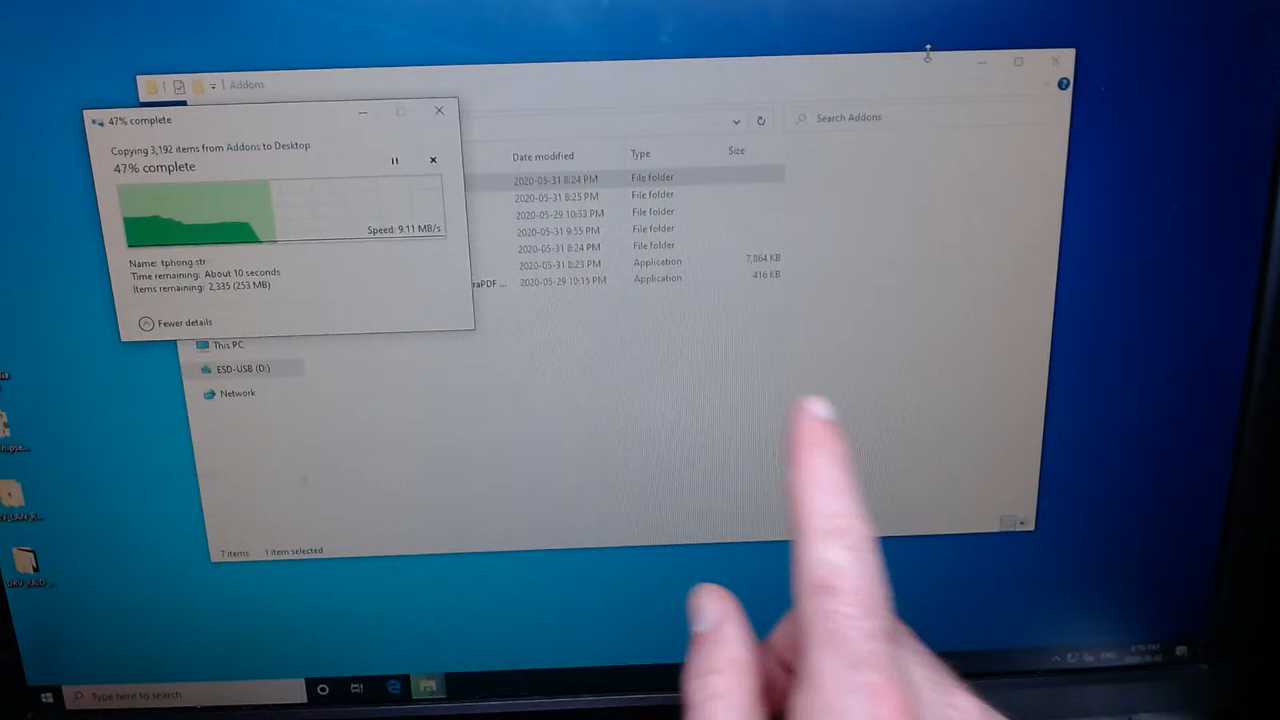 Addons
47% complete
Copying 3,192 items from Addons to Desktop
47% complete
Speed: 9.11 MB/s
Name: tphong.str
Time remaining: About 10 seconds
Items remaining: 2,335 (253 MB)
Fewer details
Search Addons
Date modified Type Size
2020-05-31 8:24 PM File folder
2020-05-31 8:25 PM File folder
2020-05-29 10:33 PM File folder
2020-05-31 9:55 PM File folder
2020-05-31 8:24 PM File folder
2020-05-31 8:23 PM Application 7,864 KB
raPDF ... 2020-05-29 10:15 PM Application 416 KB
This PC
ESD-USB (D:)
Network
7 items 1 item selected
Type here to search